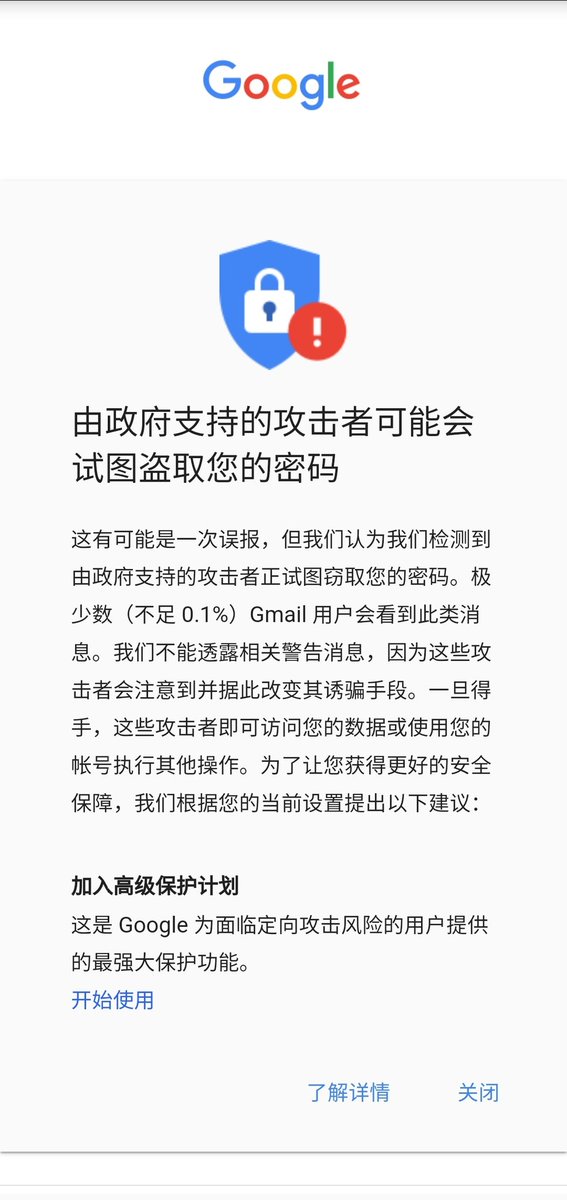 Google
由政府支持的攻击者可能会
试图盗取您的密码
这有可能是一次误报，但我们认为我们检测到
由政府支持的攻击者正试图窃取您的密码。极
少数（不足 0.1%）Gmail 用户会看到此类消
息。我们不能透露相关警告消息，因为这些攻
击者会注意到并据此改变其诱骗手段。一旦得
手，这些攻击者即可访问您的数据或使用您的
帐号执行其他操作。为了让您获得更好的安全
保障，我们根据您的当前设置提出以下建议：
加入高级保护计划
这是 Google 为面临定向攻击风险的用户提供
的最强大保护功能。
开始使用
了解详情 关闭